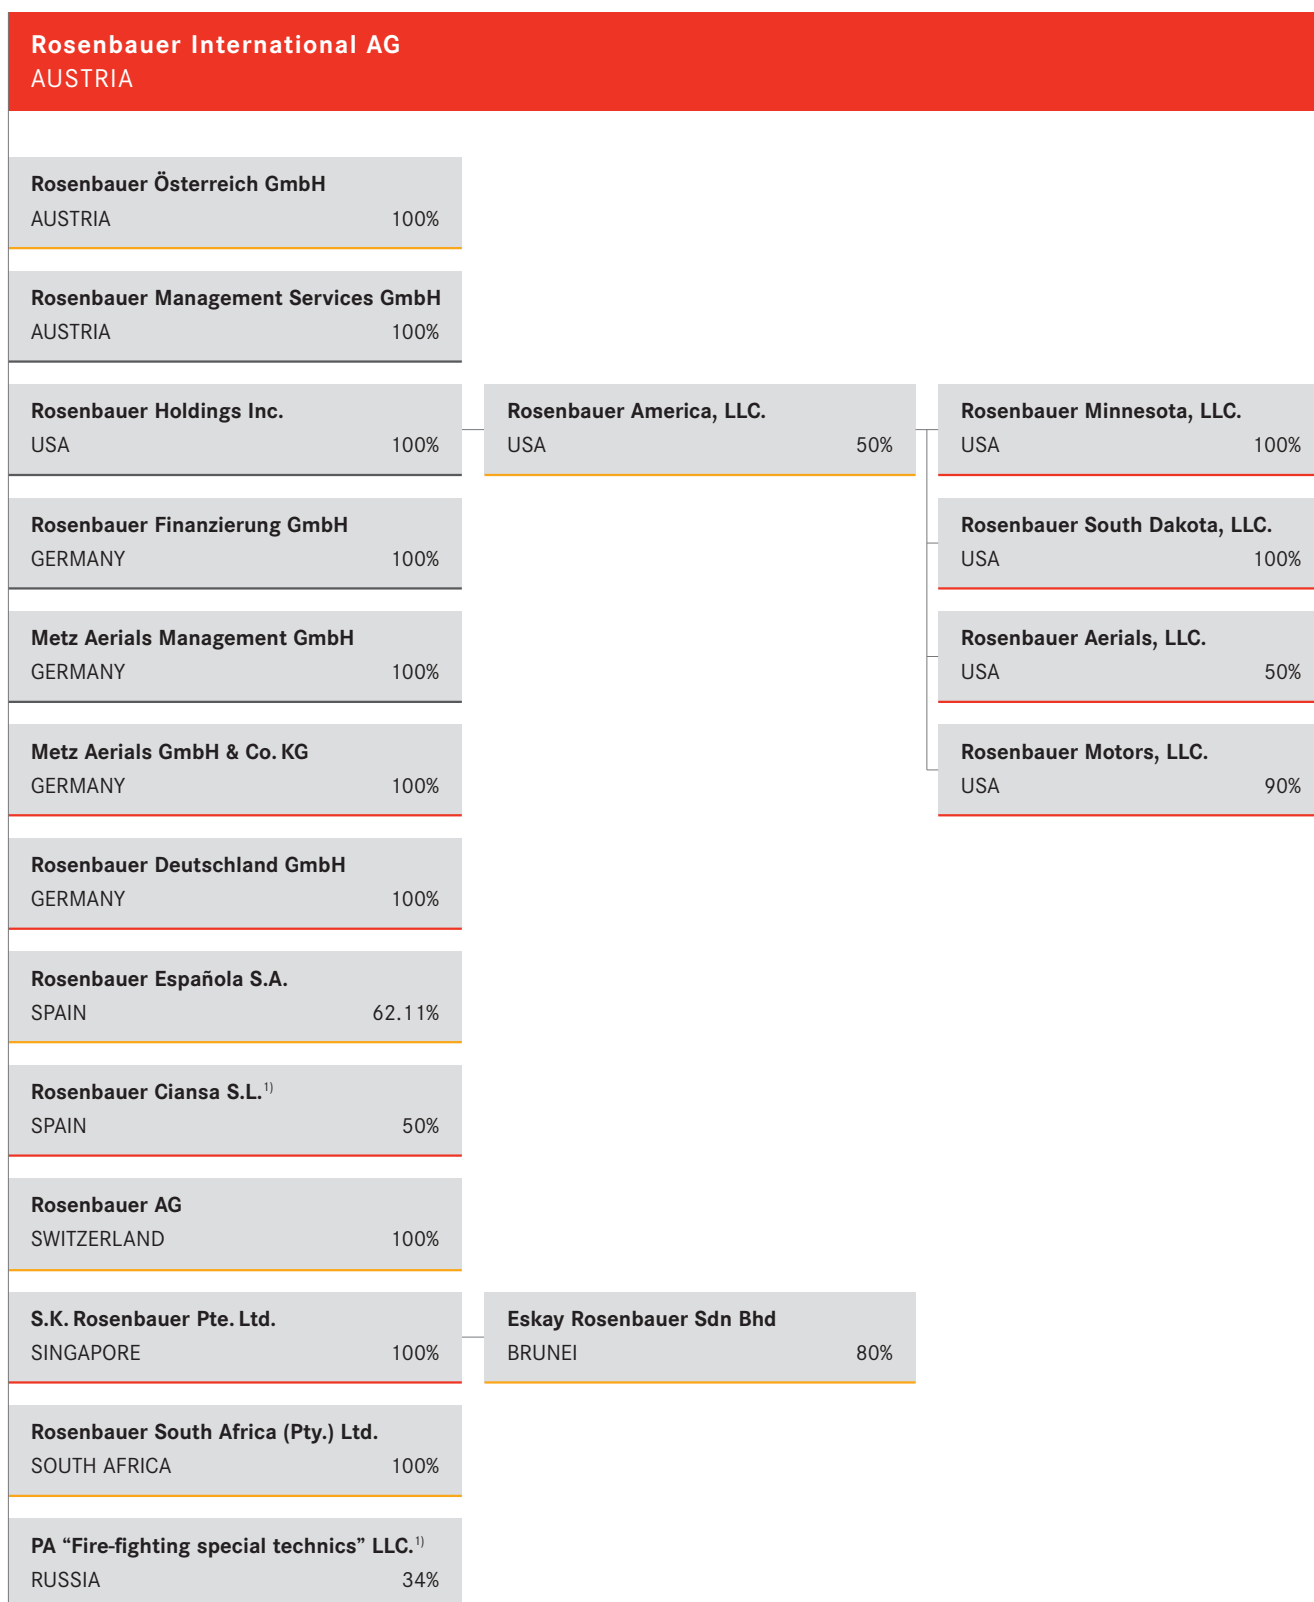 Rosenbauer International AG
AUSTRIA
Rosenbauer Österreich GmbH
AUSTRIA 100%
Rosenbauer Management Services GmbH
AUSTRIA 100%
Rosenbauer Holdings Inc.
USA 100%
Rosenbauer America, LLC.
USA 50%
Rosenbauer Minnesota, LLC.
USA 100%
Rosenbauer Finanzierung GmbH
GERMANY 100%
Rosenbauer South Dakota, LLC.
USA 100%
Metz Aerials Management GmbH
GERMANY 100%
Rosenbauer Aerials, LLC.
USA 50%
Metz Aerials GmbH & Co. KG
GERMANY 100%
Rosenbauer Motors, LLC.
USA 90%
Rosenbauer Deutschland GmbH
GERMANY 100%
Rosenbauer Española S.A.
SPAIN 62.11%
Rosenbauer Ciansa S.L.1)
SPAIN 50%
Rosenbauer AG
SWITZERLAND 100%
S.K. Rosenbauer Pte. Ltd.
SINGAPORE 100%
Eskay Rosenbauer Sdn Bhd
BRUNEI 80%
Rosenbauer South Africa (Pty.) Ltd.
SOUTH AFRICA 100%
PA “Fire-fighting special technics” LLC.1)
RUSSIA 34%